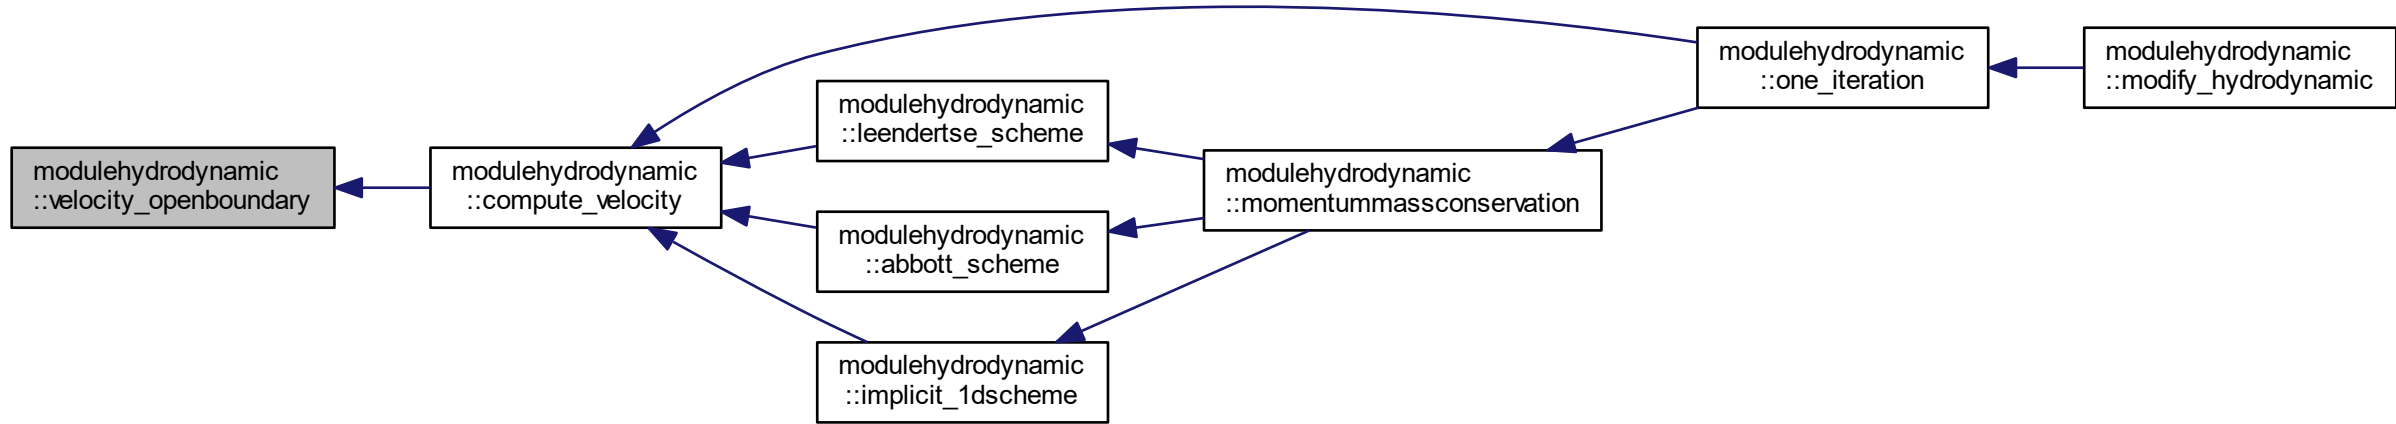 modulehydrodynamic
::velocity_openboundary
modulehydrodynamic
::compute_velocity
modulehydrodynamic
::leendertse_scheme
modulehydrodynamic
::abbott_scheme
modulehydrodynamic
::implicit_1dscheme
modulehydrodynamic
::momentummassconservation
modulehydrodynamic
::one_iteration
modulehydrodynamic
::modify_hydrodynamic